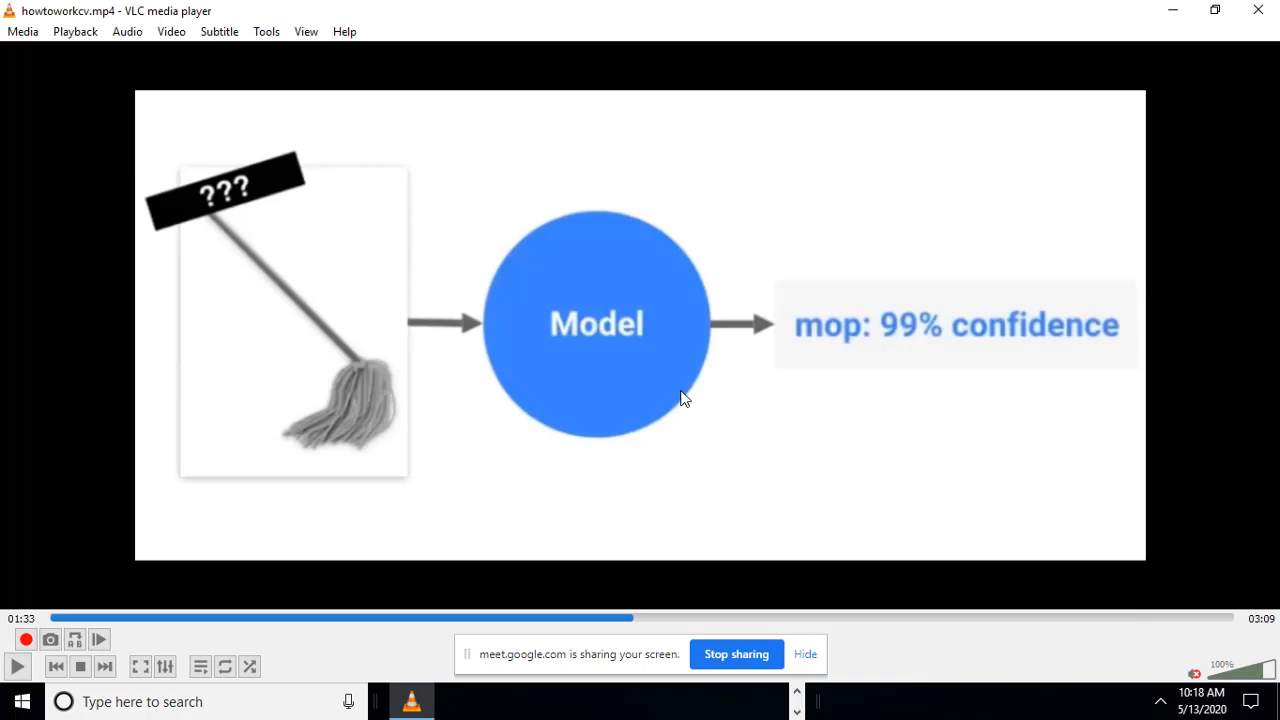 howtoworkcv.mp4 - VLC media player
Media Playback Audio Video Subtitle Tools View Help
???
Model
mop: 99% confidence
01:33
03:09
A B
meet.google.com is sharing your screen.
Stop sharing
Hide
100%
Type here to search
10:18 AM
5/13/2020